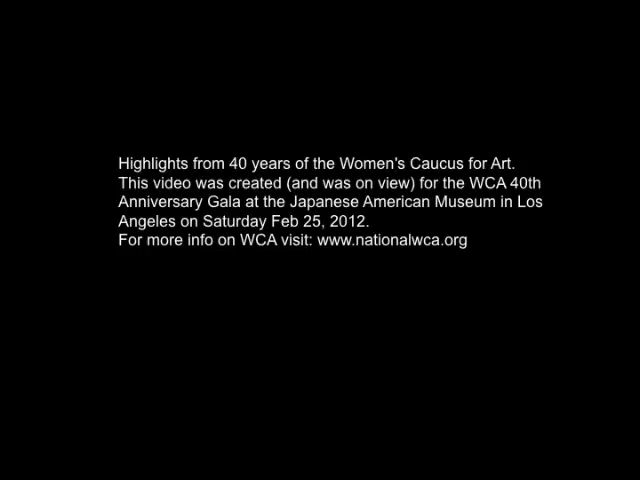 Highlights from 40 years of the Women's Caucus for Art.
This video was created (and was on view) for the WCA 40th
Anniversary Gala at the Japanese American Museum in Los
Angeles on Saturday Feb 25, 2012.
For more info on WCA visit: www.nationalwca.org